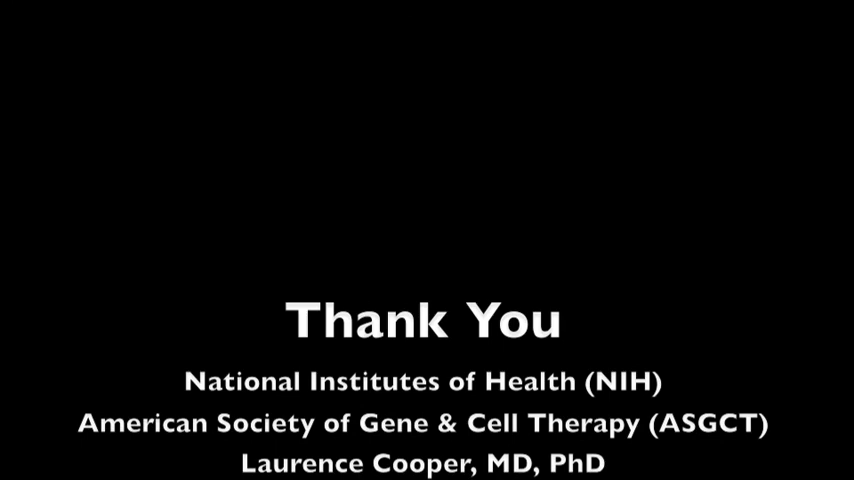 Thank You
National Institutes of Health (NIH)
American Society of Gene & Cell Therapy (ASGCT)
Laurence Cooper, MD, PhD